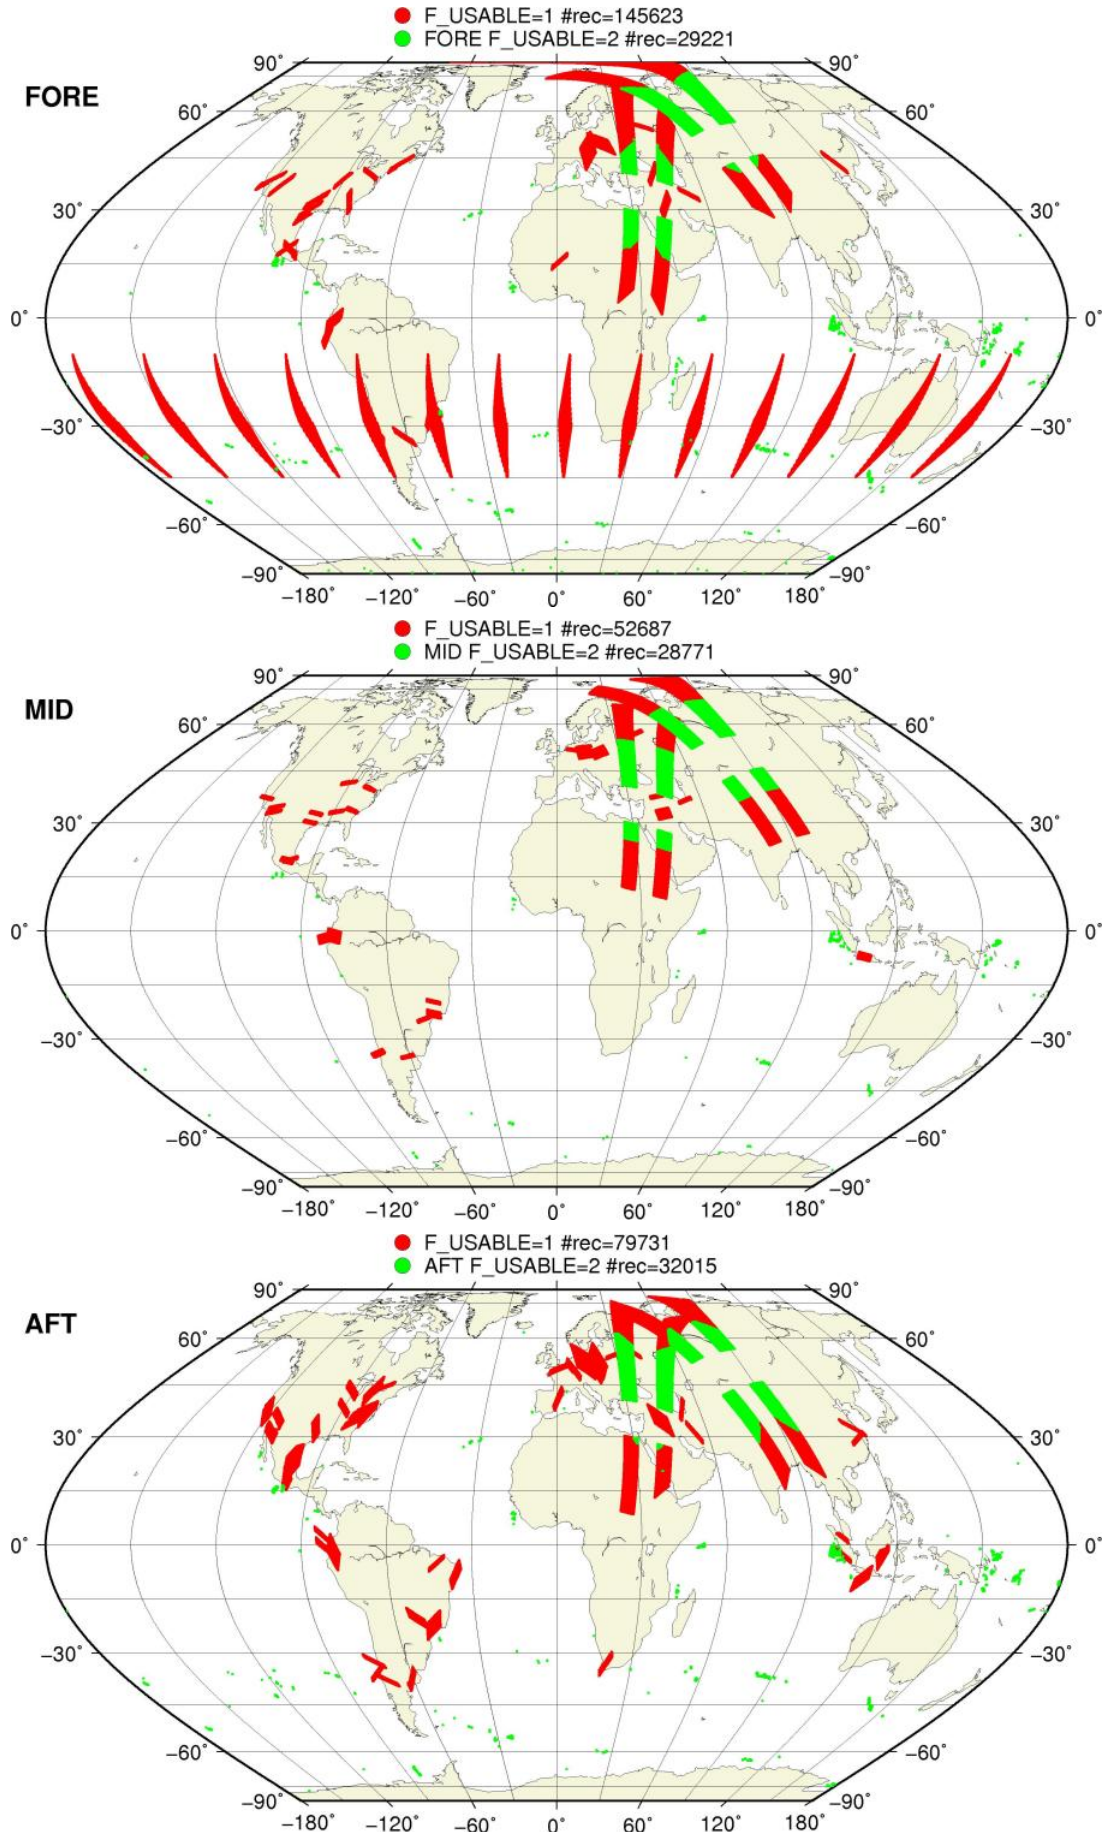 F_USABLE=1 #rec=145623
FORE F_USABLE=2 #rec=29221
FORE
90° 90°
60° 60°
30° 30°
0° 0°
−30° −30°
−60° −60°
−90° −90°
−180° −120° −60° 0° 60° 120° 180°
F_USABLE=1 #rec=52687
MID F_USABLE=2 #rec=28771
MID
90° 90°
60° 60°
30° 30°
0° 0°
−30° −30°
−60° −60°
−90° −90°
−180° −120° −60° 0° 60° 120° 180°
F_USABLE=1 #rec=79731
AFT F_USABLE=2 #rec=32015
AFT
90° 90°
60° 60°
30° 30°
0° 0°
−30° −30°
−60° −60°
−90° −90°
−180° −120° −60° 0° 60° 120° 180°